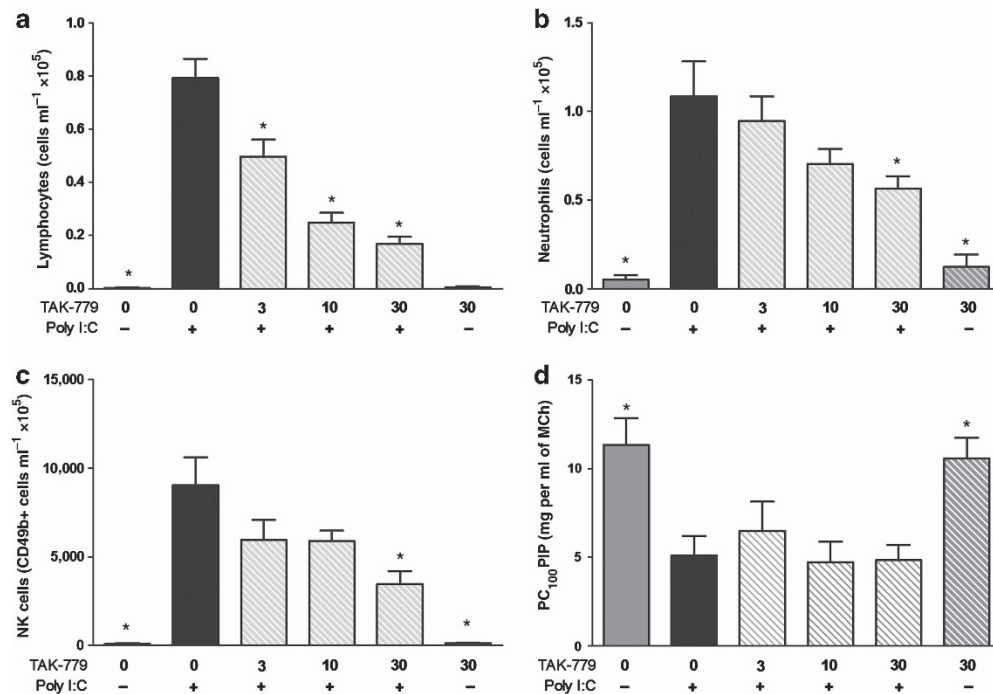 a
Lymphocytes (cells ml⁻¹ ×10⁵)
1.0
0.8
0.6
0.4
0.2
0.0
*
*
*
*
TAK-779 0 0 3 10 30 30
Poly I:C – + + + + –
b
Neutrophils (cells ml⁻¹ ×10⁵)
1.5
1.0
0.5
0.0
*
*
*
TAK-779 0 0 3 10 30 30
Poly I:C – + + + + –
c
NK cells (CD49b+ cells ml⁻¹ ×10⁵)
15,000
10,000
5,000
0
*
*
*
TAK-779 0 0 3 10 30 30
Poly I:C – + + + + –
d
PC₁₀₀PIP (mg per ml of MCh)
15
10
5
0
*
*
TAK-779 0 0 3 10 30 30
Poly I:C – + + + + –